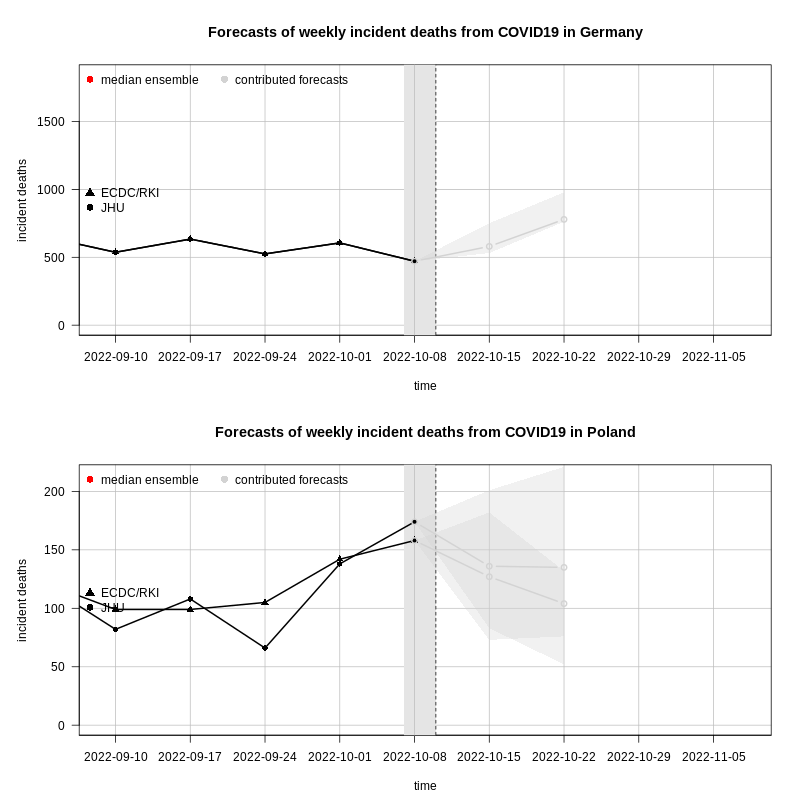 Forecasts of weekly incident deaths from COVID19 in Germany
median ensemble contributed forecasts
1500
1000
500
0
incident deaths
ECDC/RKI
JHU
2022-09-10 2022-09-17 2022-09-24 2022-10-01 2022-10-08 2022-10-15 2022-10-22 2022-10-29 2022-11-05
time
Forecasts of weekly incident deaths from COVID19 in Poland
median ensemble contributed forecasts
200
150
100
50
0
incident deaths
ECDC/RKI
JHU
2022-09-10 2022-09-17 2022-09-24 2022-10-01 2022-10-08 2022-10-15 2022-10-22 2022-10-29 2022-11-05
time